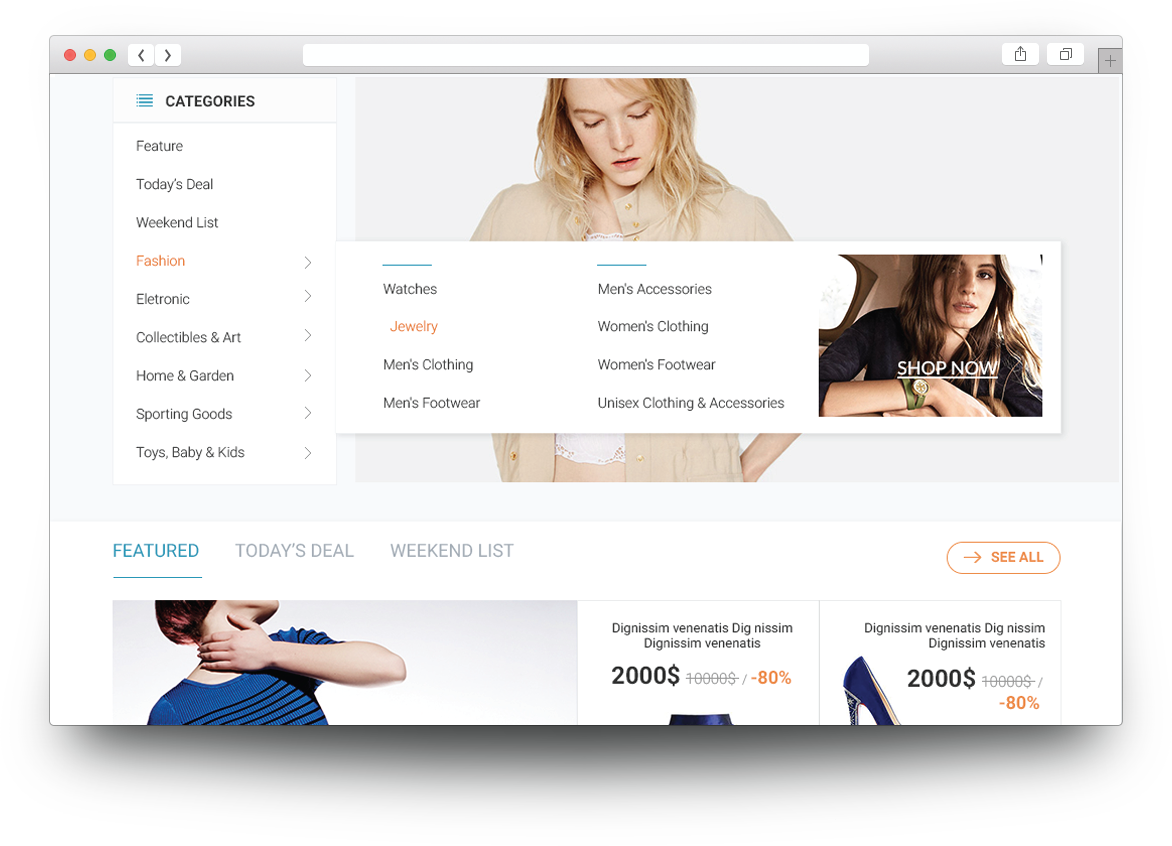 CATEGORIES
Feature
Today's Deal
Weekend List
Fashion
Eletronic
Collectibles & Art
Home & Garden
Sporting Goods
Toys, Baby & Kids
Watches
Jewelry
Men's Clothing
Men's Footwear
Men's Accessories
Women's Clothing
Women's Footwear
Unisex Clothing & Accessories
SHOP NOW
FEATURED
TODAY'S DEAL
WEEKEND LIST
SEE ALL
Dignissim venenatis Dig nissim
Dignissim venenatis
2000$ 10000$ / -80%
Dignissim venenatis Dig nissim
Dignissim venenatis
2000$ 10000$ /
-80%